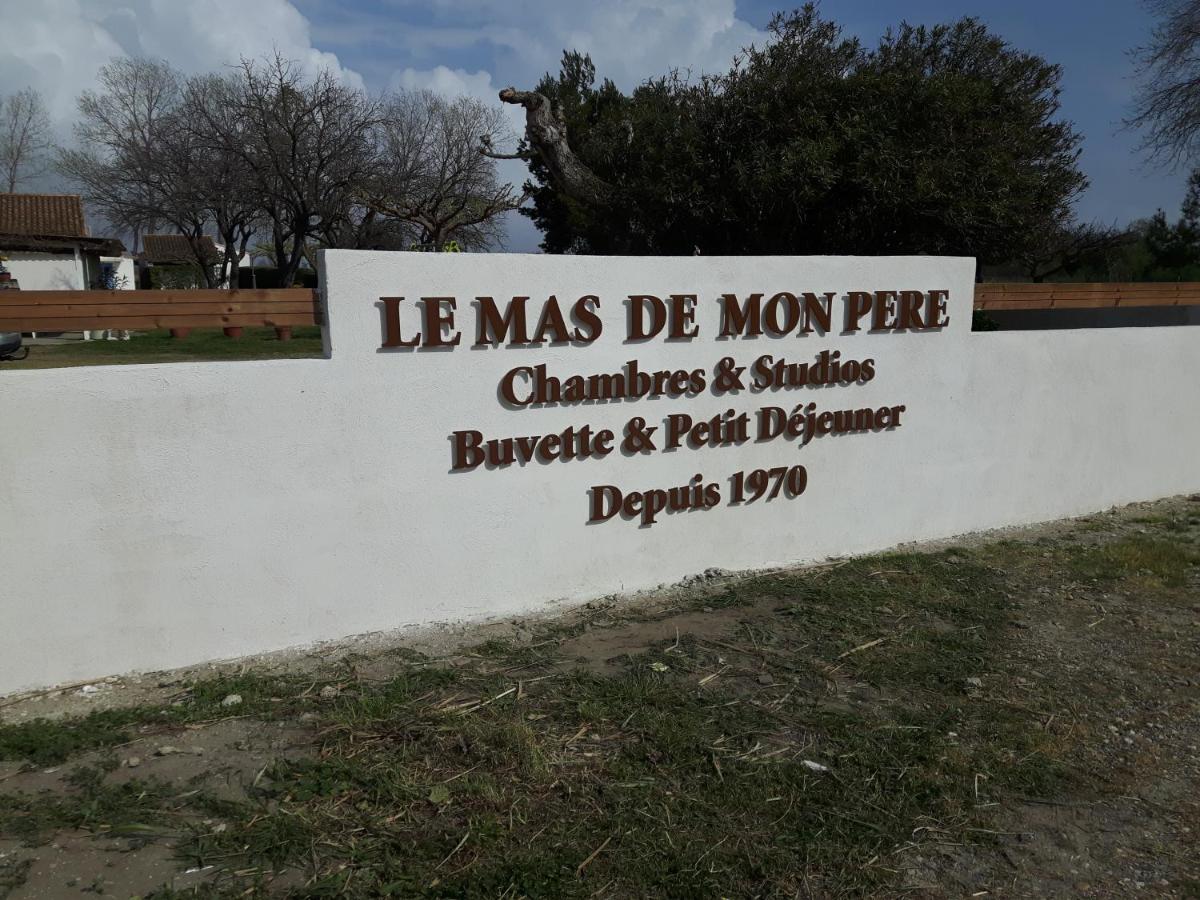 LE MAS DE MON PERE
Chambres & Studios
Buvette & Petit Déjeuner
Depuis 1970